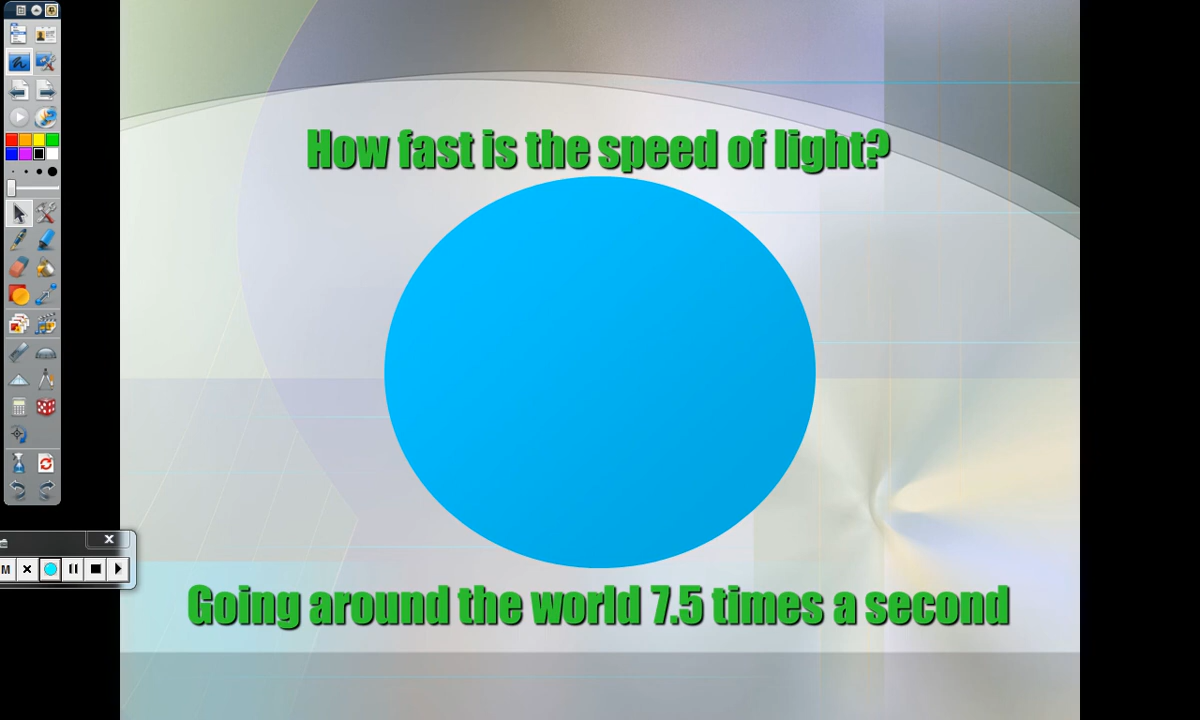 How fast is the speed of light?
Going around the world 7.5 times a second
M